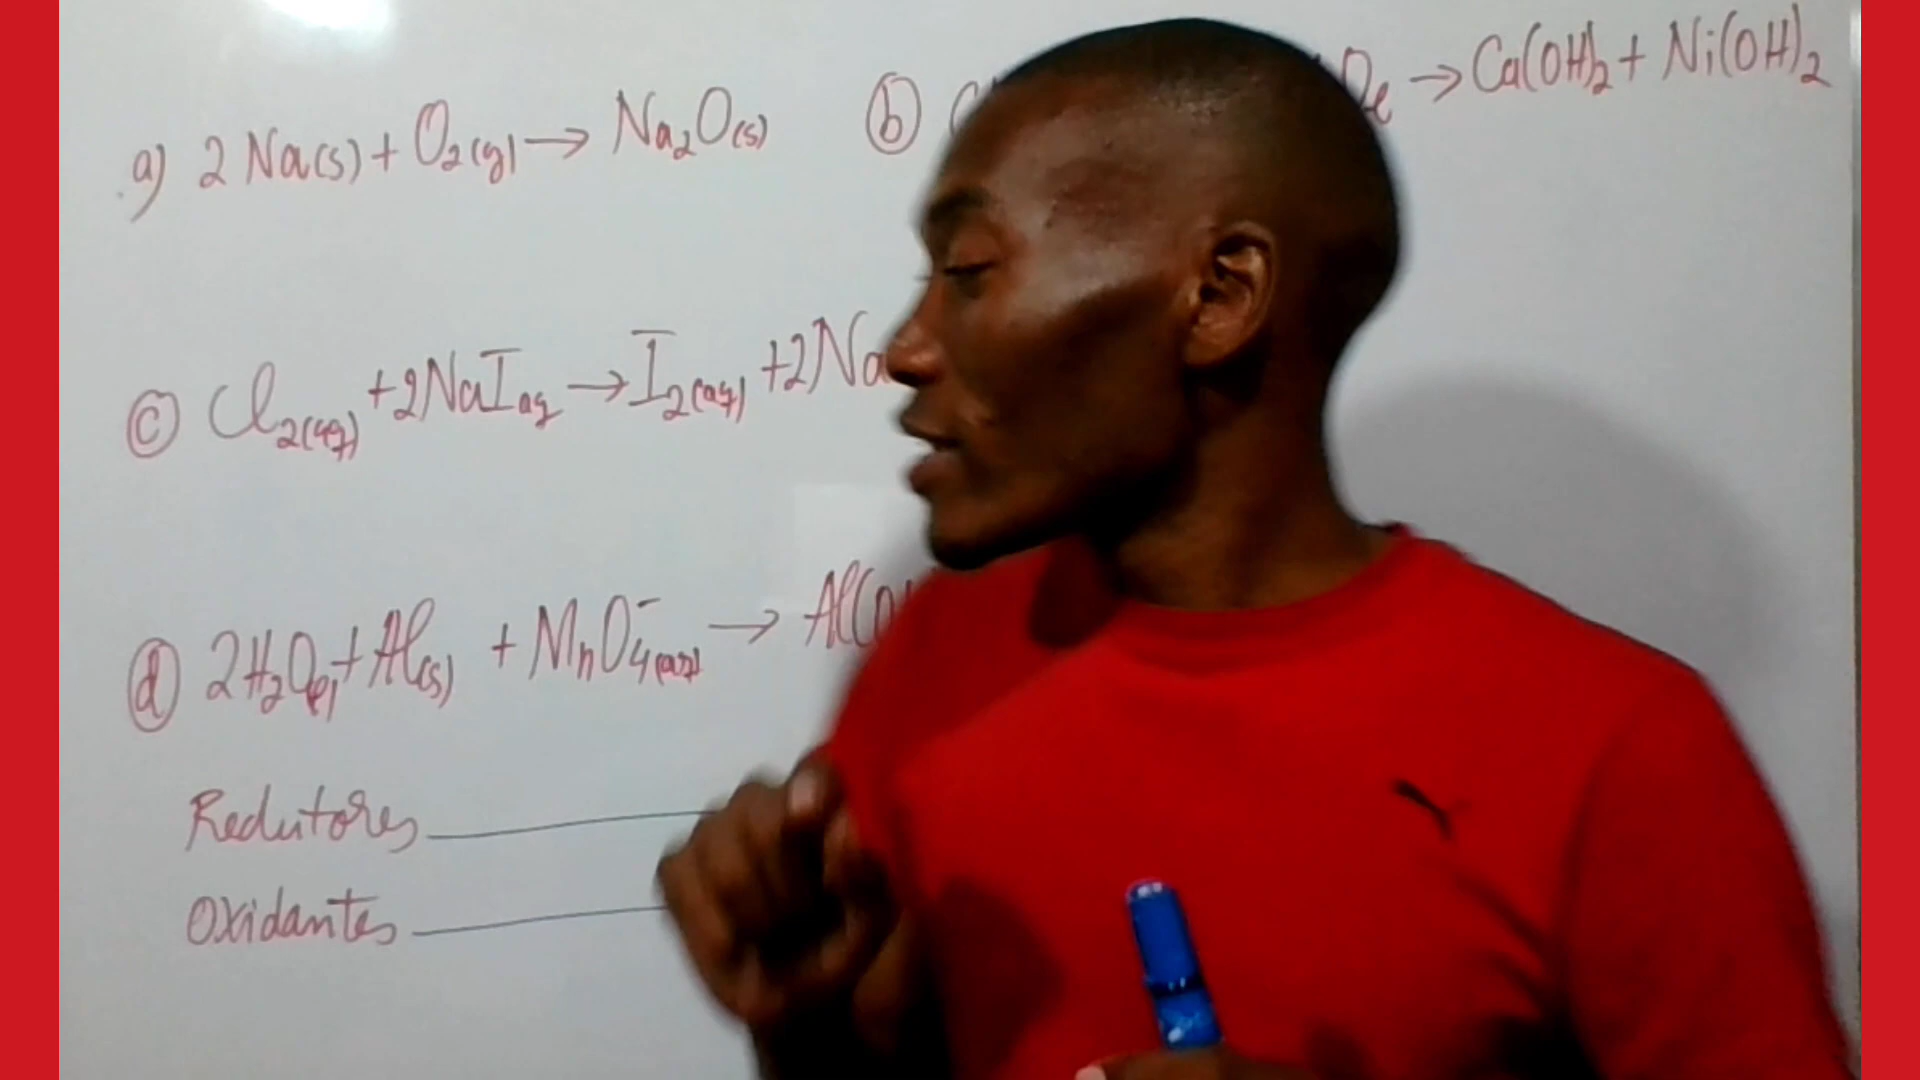 a) 2 Na(s) + O₂(g) → Na₂O(s)
ⓑ C → Ca(OH)₂ + Ni(OH)₂
ⓒ Cl₂(aq) + 2NaI aq → I₂(aq) + 2Na
ⓓ 2H₂O(l) + Al(s) + MnO₄⁻(aq) → Al(O
Redutores
Oxidantes